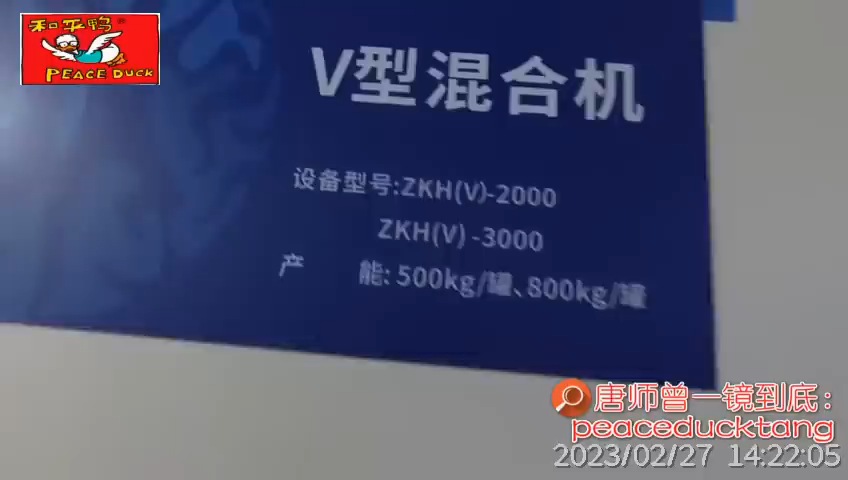 和平鸭®
PEACE DUCK
V型混合机
设备型号:ZKH(V)-2000
ZKH(V) -3000
产 能: 500kg/罐、800kg/罐
唐师曾一镜到底:
peaceducktang
2023/02/27 14:22:05